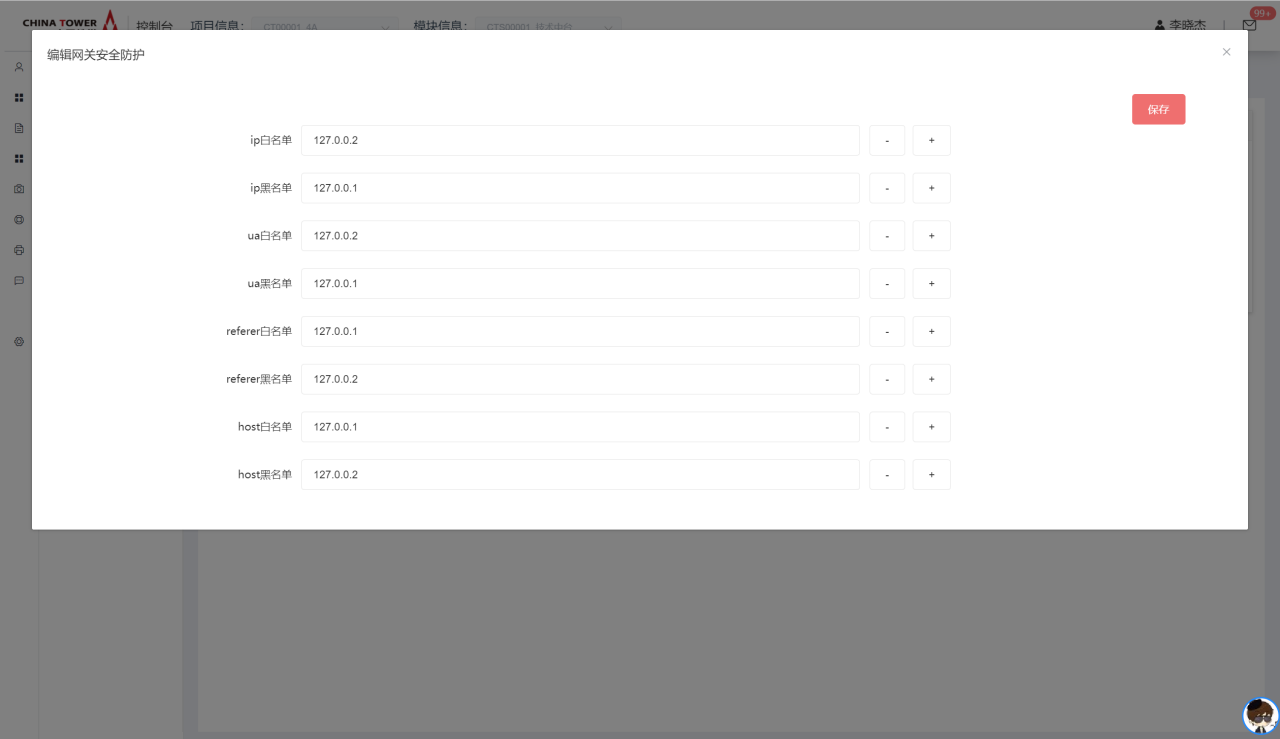 CHINA TOWER
控制台 项目信息: CT00001_4A 模块信息: CTS00001_技术中台 李晓杰 99+
编辑网关安全防护 ×
保存
ip白名单 127.0.0.2 - +
ip黑名单 127.0.0.1 - +
ua白名单 127.0.0.2 - +
ua黑名单 127.0.0.1 - +
referer白名单 127.0.0.1 - +
referer黑名单 127.0.0.2 - +
host白名单 127.0.0.1 - +
host黑名单 127.0.0.2 - +